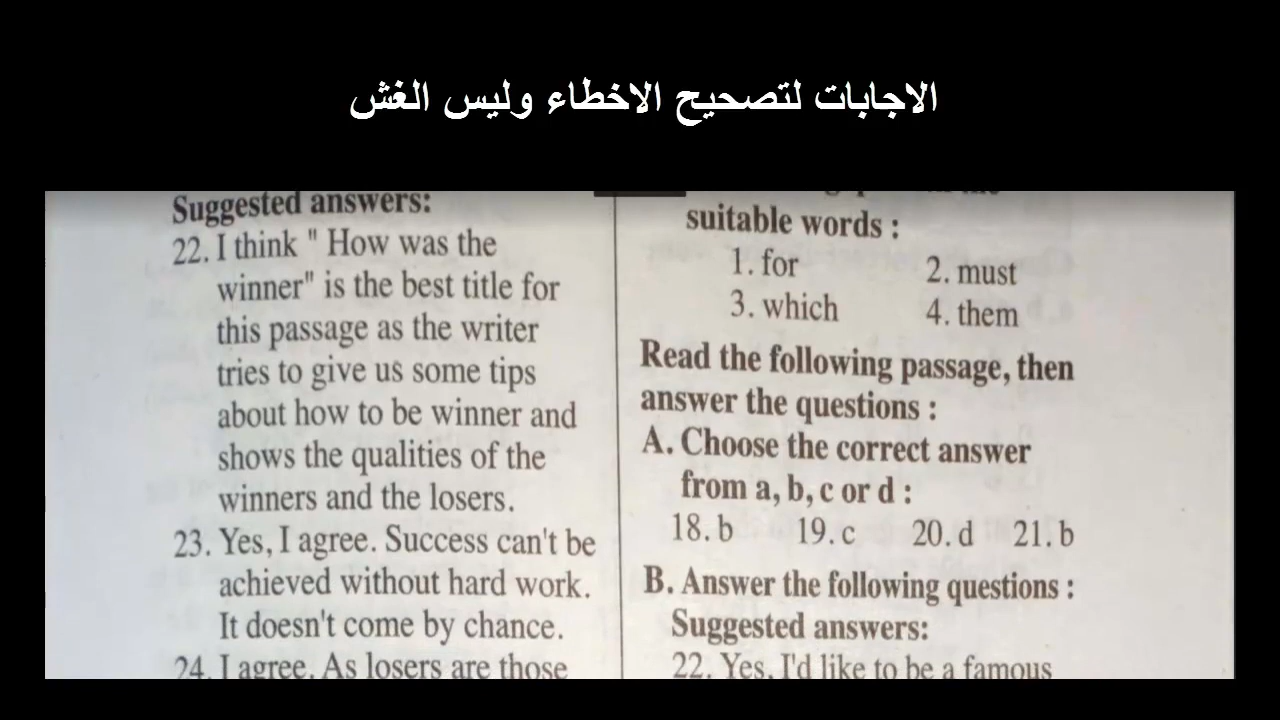 الاجابات لتصحيح الاخطاء وليس الغش
Suggested answers:
22. I think " How was the
winner" is the best title for
this passage as the writer
tries to give us some tips
about how to be winner and
shows the qualities of the
winners and the losers.
23. Yes, I agree. Success can't be
achieved without hard work.
It doesn't come by chance.
24. I agree. As losers are those
suitable words :
1. for 2. must
3. which 4. them
Read the following passage, then
answer the questions :
A. Choose the correct answer
from a, b, c or d :
18. b 19. c 20. d 21. b
B. Answer the following questions :
Suggested answers:
22. Yes, I'd like to be a famous